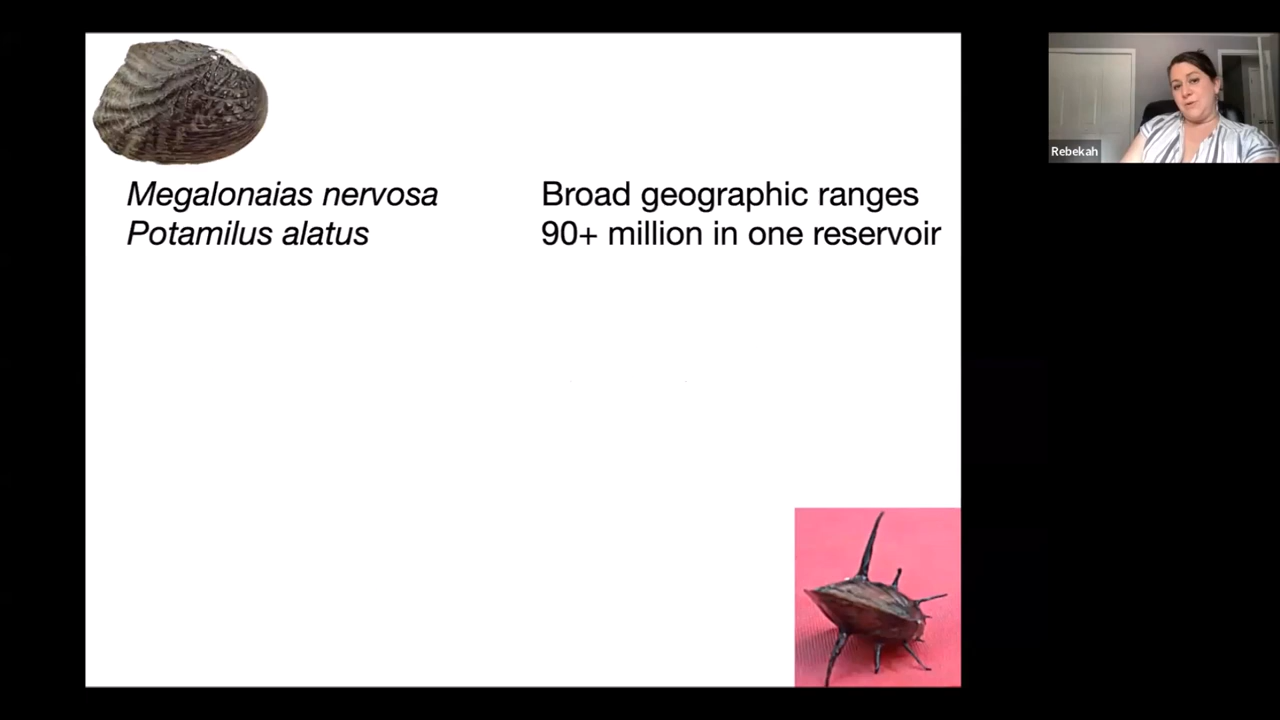 Megalonaias nervosa
Potamilus alatus
Broad geographic ranges
90+ million in one reservoir
Rebekah